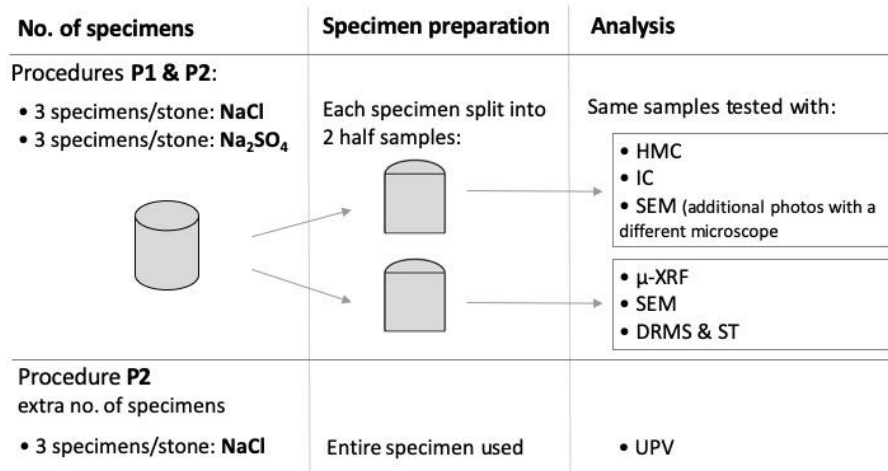 No. of specimens
Specimen preparation
Analysis
Procedures P1 & P2:
• 3 specimens/stone: NaCl
• 3 specimens/stone: Na₂SO₄
Each specimen split into
2 half samples:
Same samples tested with:
• HMC
• IC
• SEM (additional photos with a
different microscope
• μ-XRF
• SEM
• DRMS & ST
Procedure P2
extra no. of specimens
• 3 specimens/stone: NaCl
Entire specimen used
• UPV